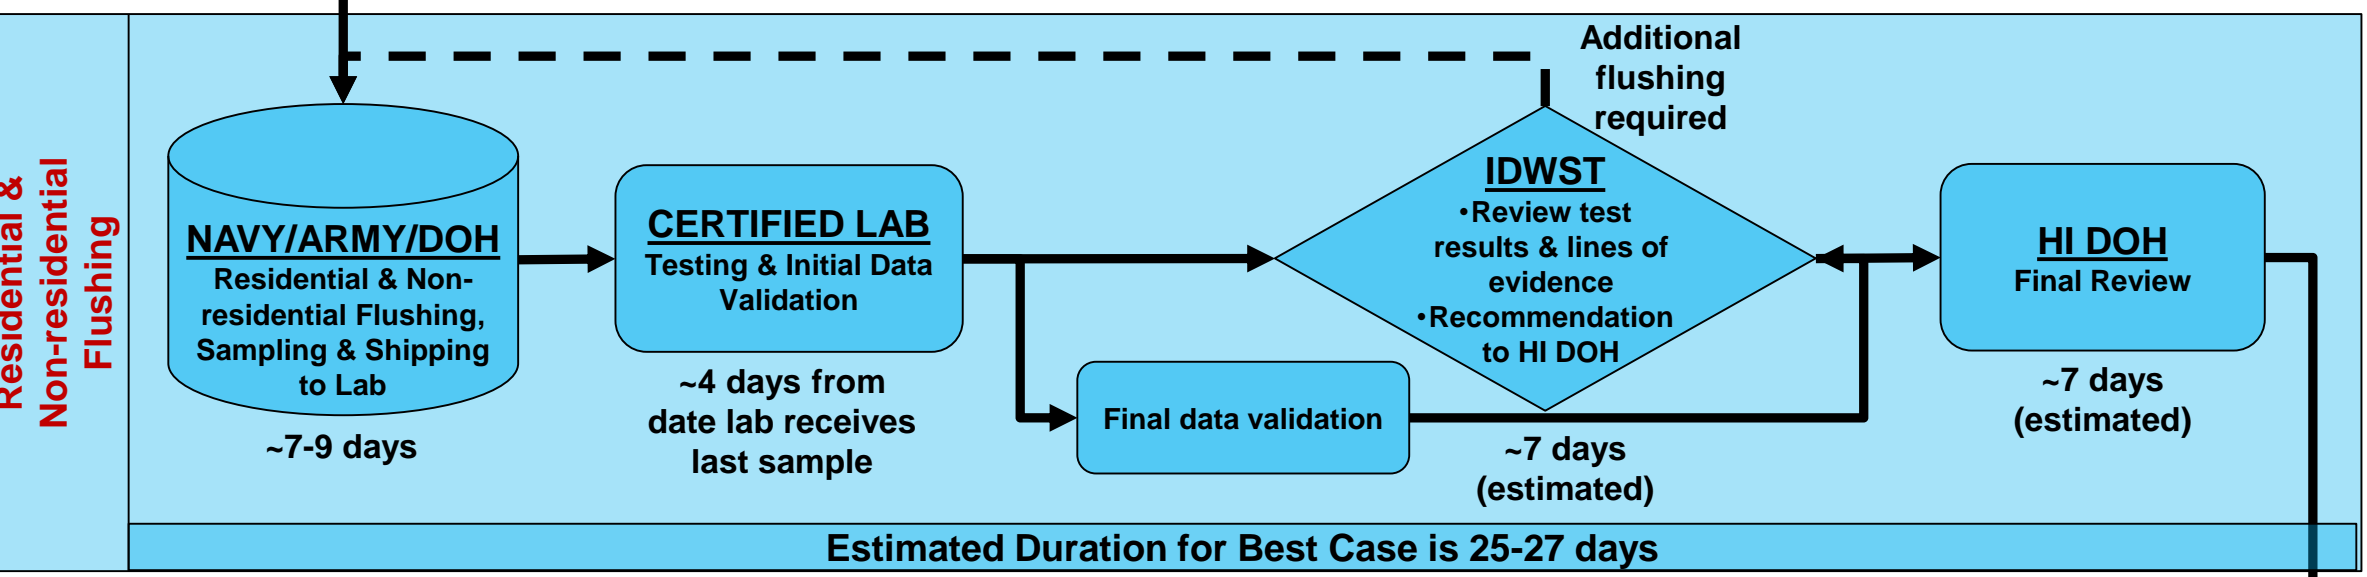 Residential &
Non-residential
Flushing
NAVY/ARMY/DOH
Residential & Non-
residential Flushing,
Sampling & Shipping
to Lab
~7-9 days
CERTIFIED LAB
Testing & Initial Data
Validation
~4 days from
date lab receives
last sample
Final data validation
Additional
flushing
required
IDWST
•Review test
results & lines of
evidence
•Recommendation
to HI DOH
~7 days
(estimated)
HI DOH
Final Review
~7 days
(estimated)
Estimated Duration for Best Case is 25-27 days